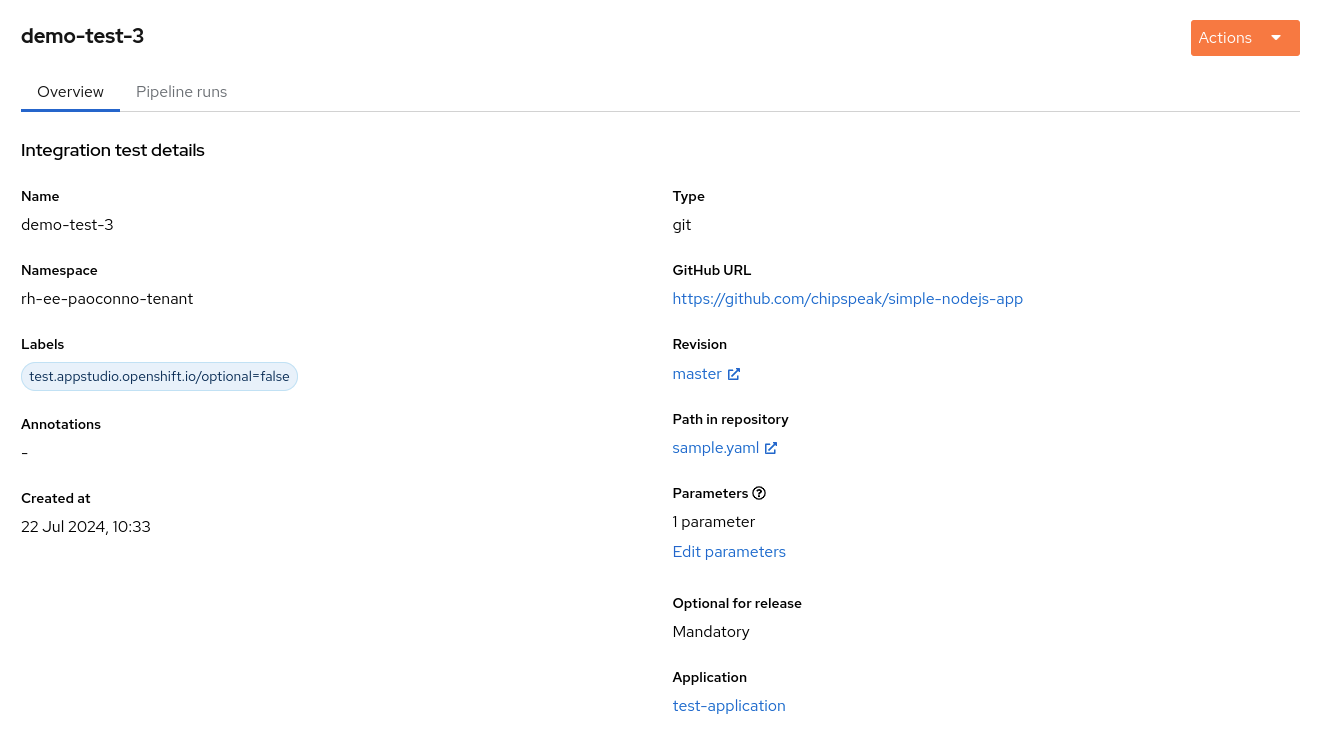 demo-test-3
Actions
Overview
Pipeline runs
Integration test details
Name
demo-test-3
Namespace
rh-ee-paoconno-tenant
Labels
test.appstudio.openshift.io/optional=false
Annotations
-
Created at
22 Jul 2024, 10:33
Type
git
GitHub URL
https://github.com/chipspeak/simple-nodejs-app
Revision
master
Path in repository
sample.yaml
Parameters
1 parameter
Edit parameters
Optional for release
Mandatory
Application
test-application